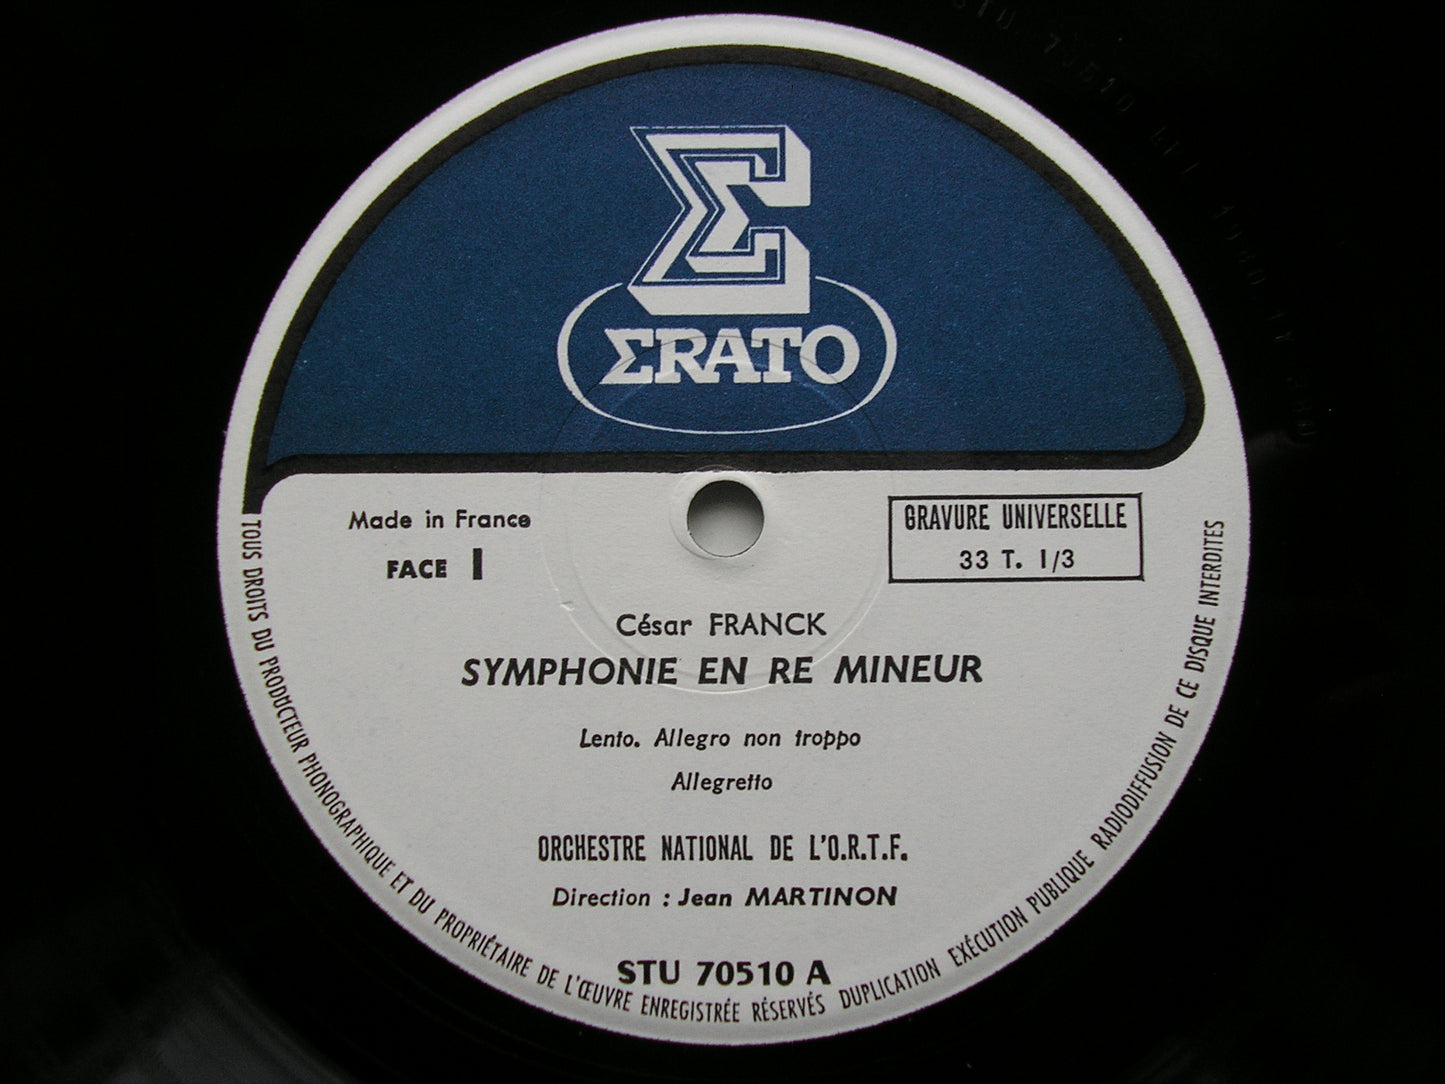 ΣRATO
Made in France
FACE 1
GRAVURE UNIVERSELLE
33 T. 1/3
César FRANCK
SYMPHONIE EN RE MINEUR
Lento. Allegro non troppo
Allegretto
ORCHESTRE NATIONAL DE L'O.R.T.F.
Direction : Jean MARTINON
STU 70510 A
TOUS DROITS DU PRODUCTEUR PHONOGRAPHIQUE ET DU PROPRIÉTAIRE DE L'ŒUVRE ENREGISTRÉE RÉSERVÉS DUPLICATION EXÉCUTION PUBLIQUE RADIODIFFUSION DE CE DISQUE INTERDITES
STU 70510